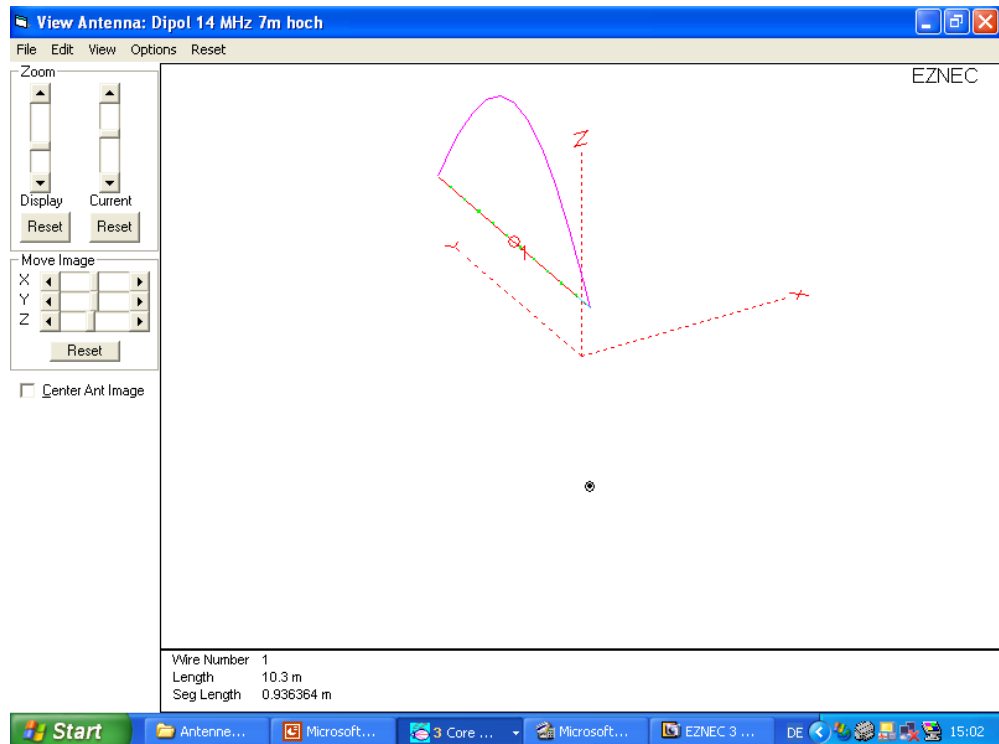 View Antenna: Dipol 14 MHz 7m hoch
File Edit View Options Reset
Zoom
Display Current
Reset Reset
Move Image
X
Y
Z
Reset
Center Ant Image
EZNEC
Z
Y
1
X
Wire Number 1
Length 10.3 m
Seg Length 0.936364 m
Start Antenne... Microsoft... 3 Core ... Microsoft... EZNEC 3 ... DE 15:02